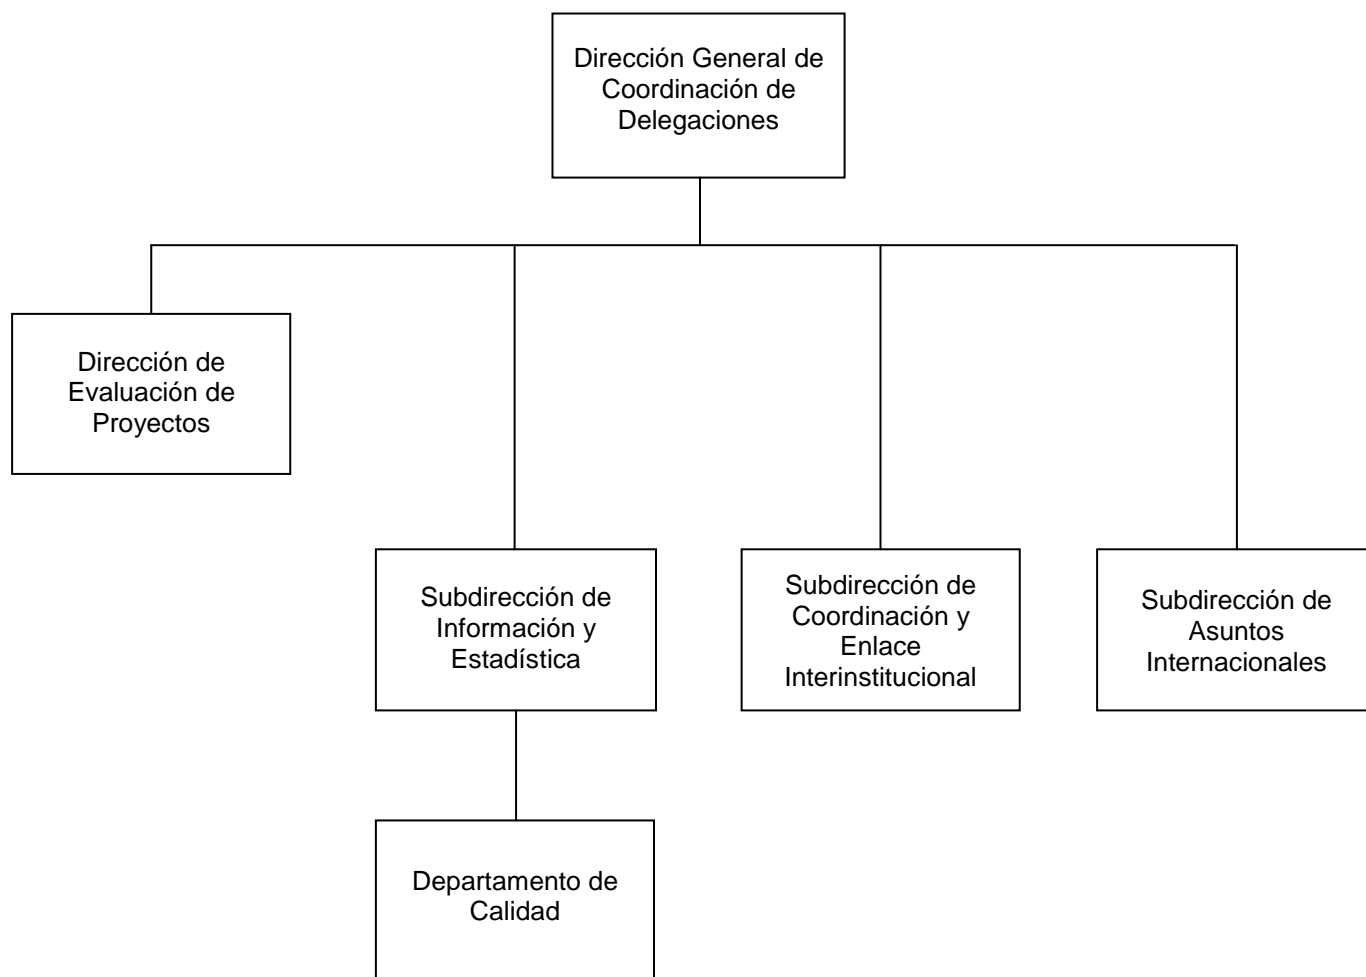 Dirección General de
Coordinación de
Delegaciones
Dirección de
Evaluación de
Proyectos
Subdirección de
Información y
Estadística
Subdirección de
Coordinación y
Enlace
Interinstitucional
Subdirección de
Asuntos
Internacionales
Departamento de
Calidad